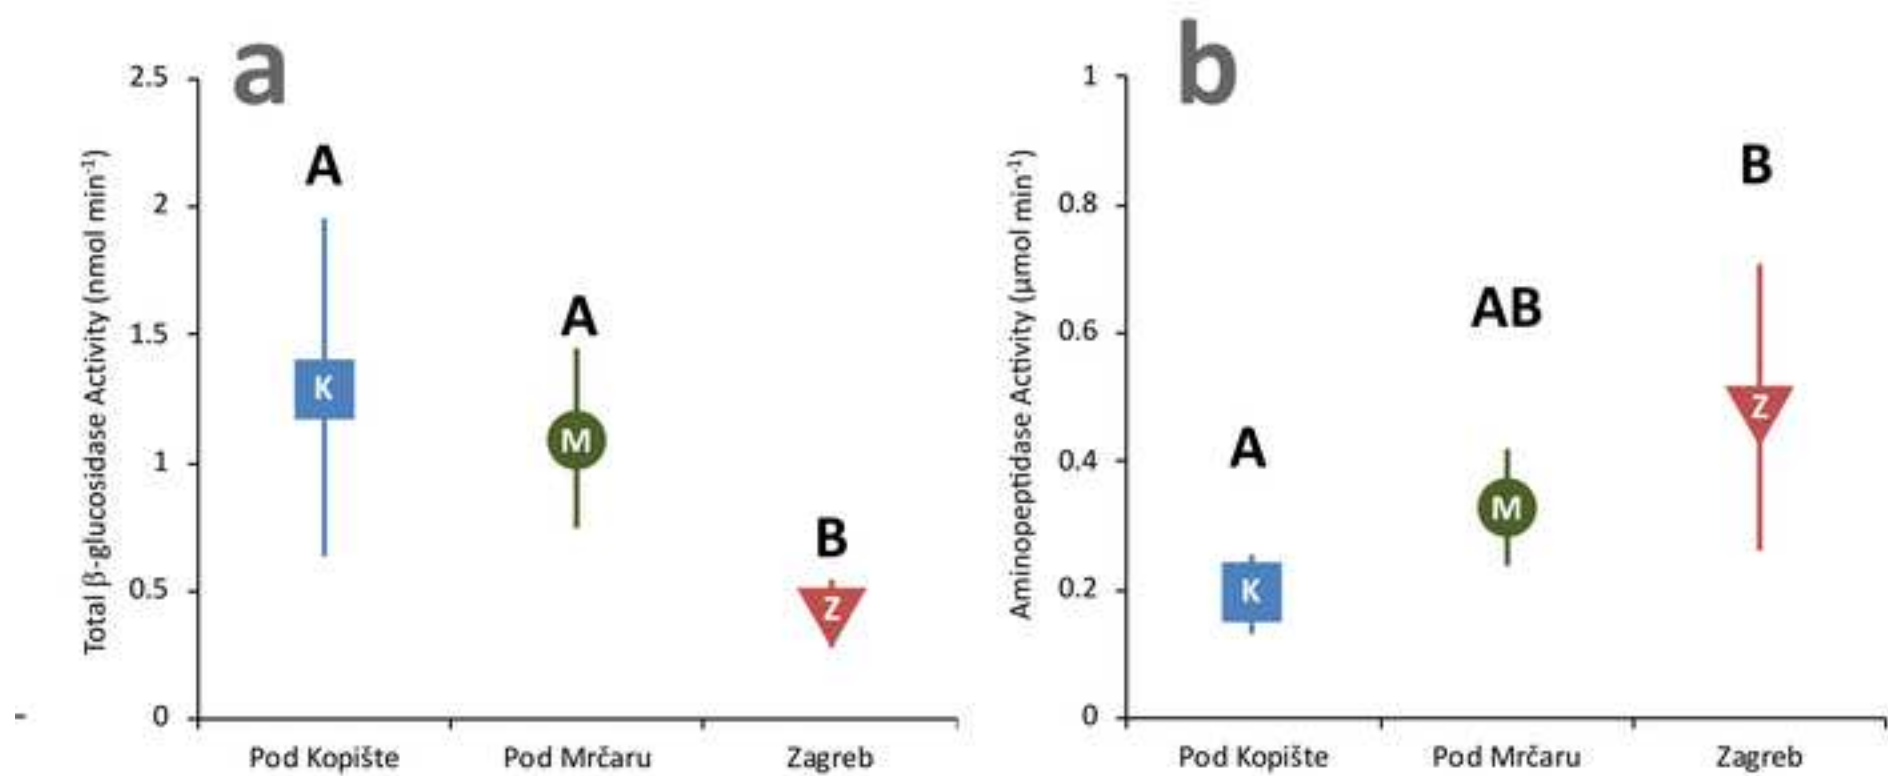 a
2.5
2
1.5
1
0.5
0
Total β-glucosidase Activity (nmol min⁻¹)
A
A
B
K
M
Z
Pod Kopište
Pod Mrčaru
Zagreb
b
1
0.8
0.6
0.4
0.2
0
Aminopeptidase Activity (µmol min⁻¹)
A
AB
B
K
M
Z
Pod Kopište
Pod Mrčaru
Zagreb